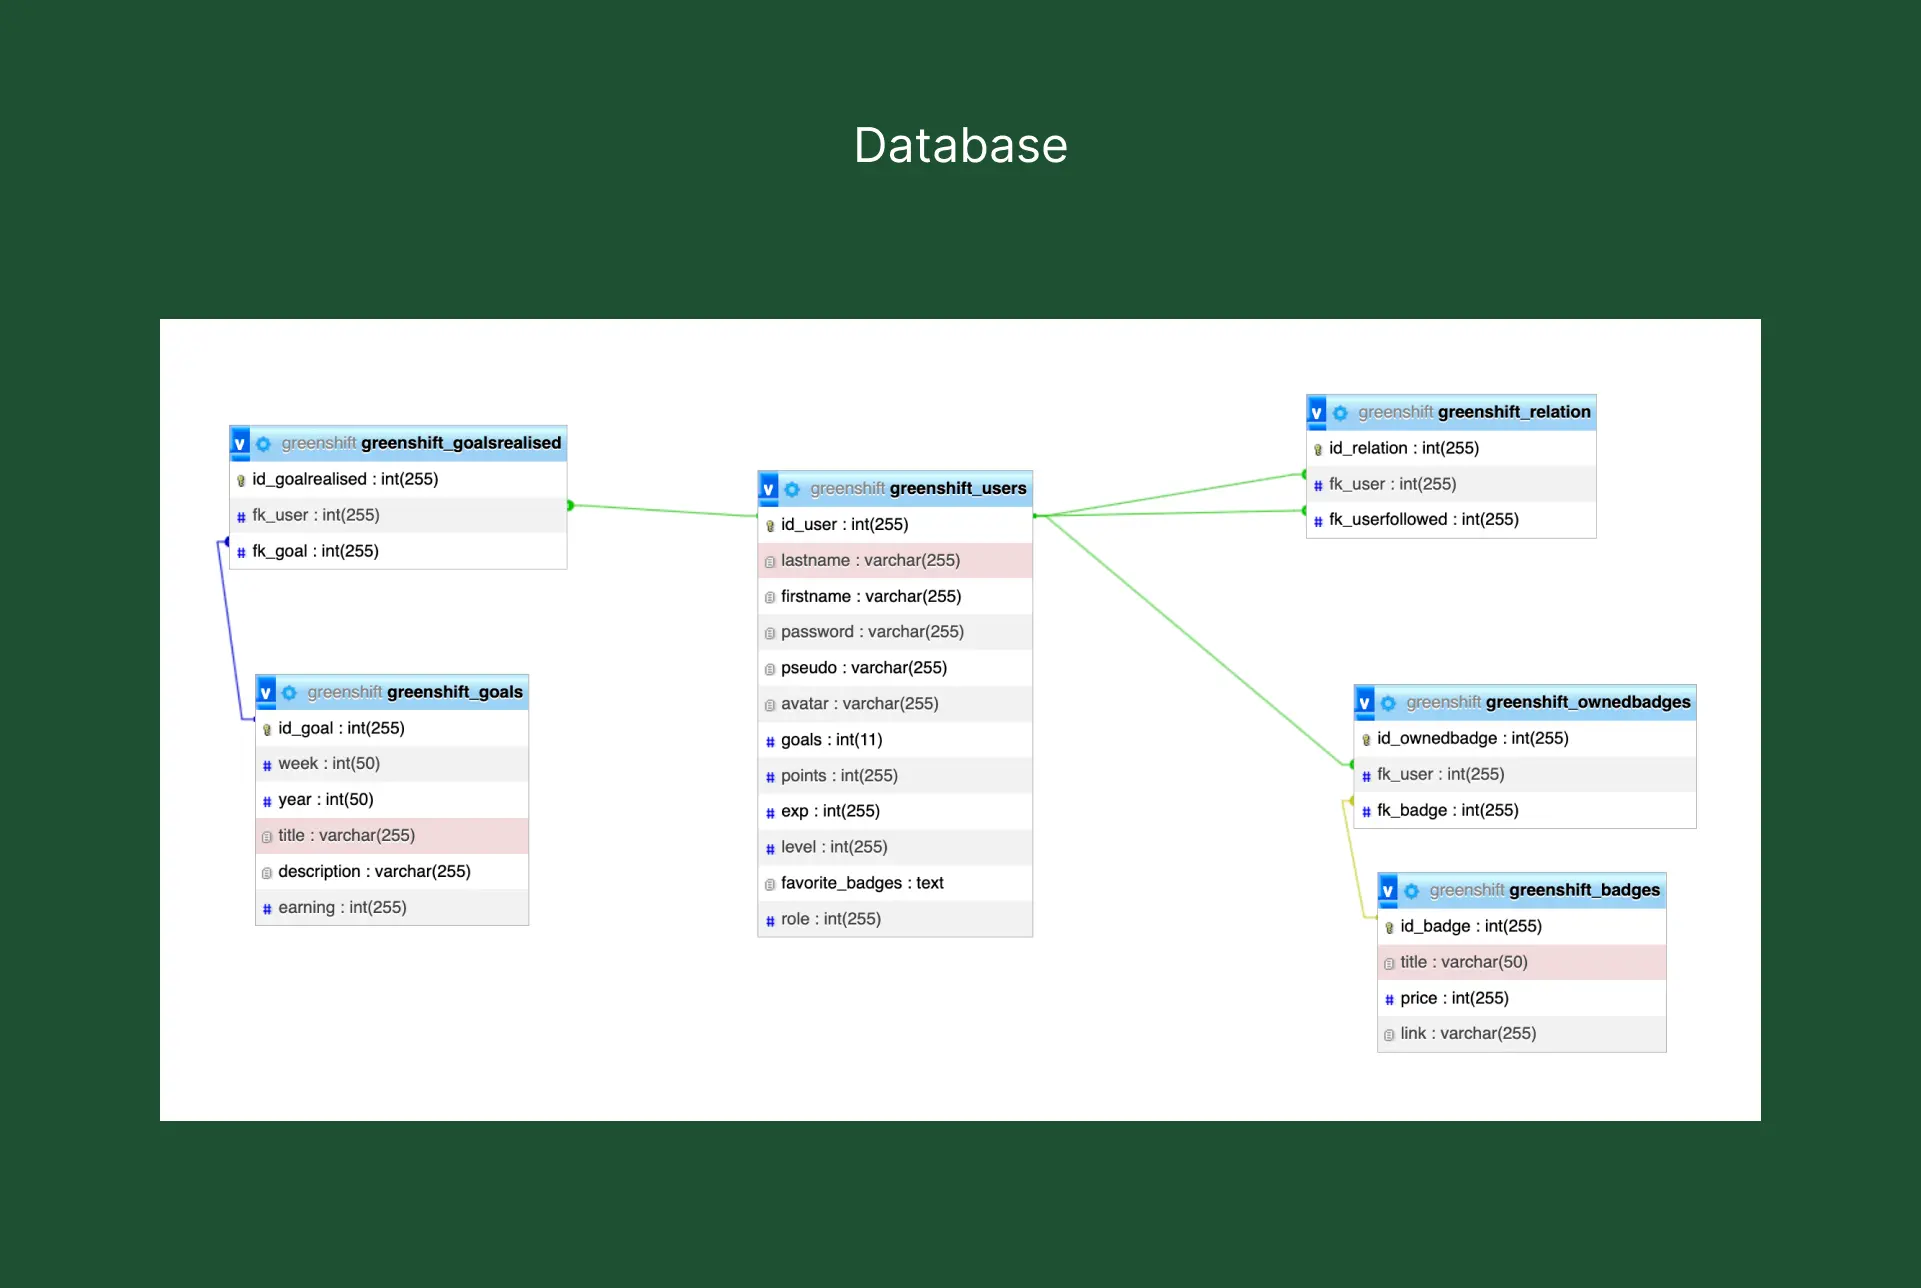 Database
greenshift greenshift_goalsrealised
id_goalrealised : int(255)
fk_user : int(255)
fk_goal : int(255)
greenshift greenshift_goals
id_goal : int(255)
week : int(50)
year : int(50)
title : varchar(255)
description : varchar(255)
earning : int(255)
greenshift greenshift_users
id_user : int(255)
lastname : varchar(255)
firstname : varchar(255)
password : varchar(255)
pseudo : varchar(255)
avatar : varchar(255)
goals : int(11)
points : int(255)
exp : int(255)
level : int(255)
favorite_badges : text
role : int(255)
greenshift greenshift_relation
id_relation : int(255)
fk_user : int(255)
fk_userfollowed : int(255)
greenshift greenshift_ownedbadges
id_ownedbadge : int(255)
fk_user : int(255)
fk_badge : int(255)
greenshift greenshift_badges
id_badge : int(255)
title : varchar(50)
price : int(255)
link : varchar(255)